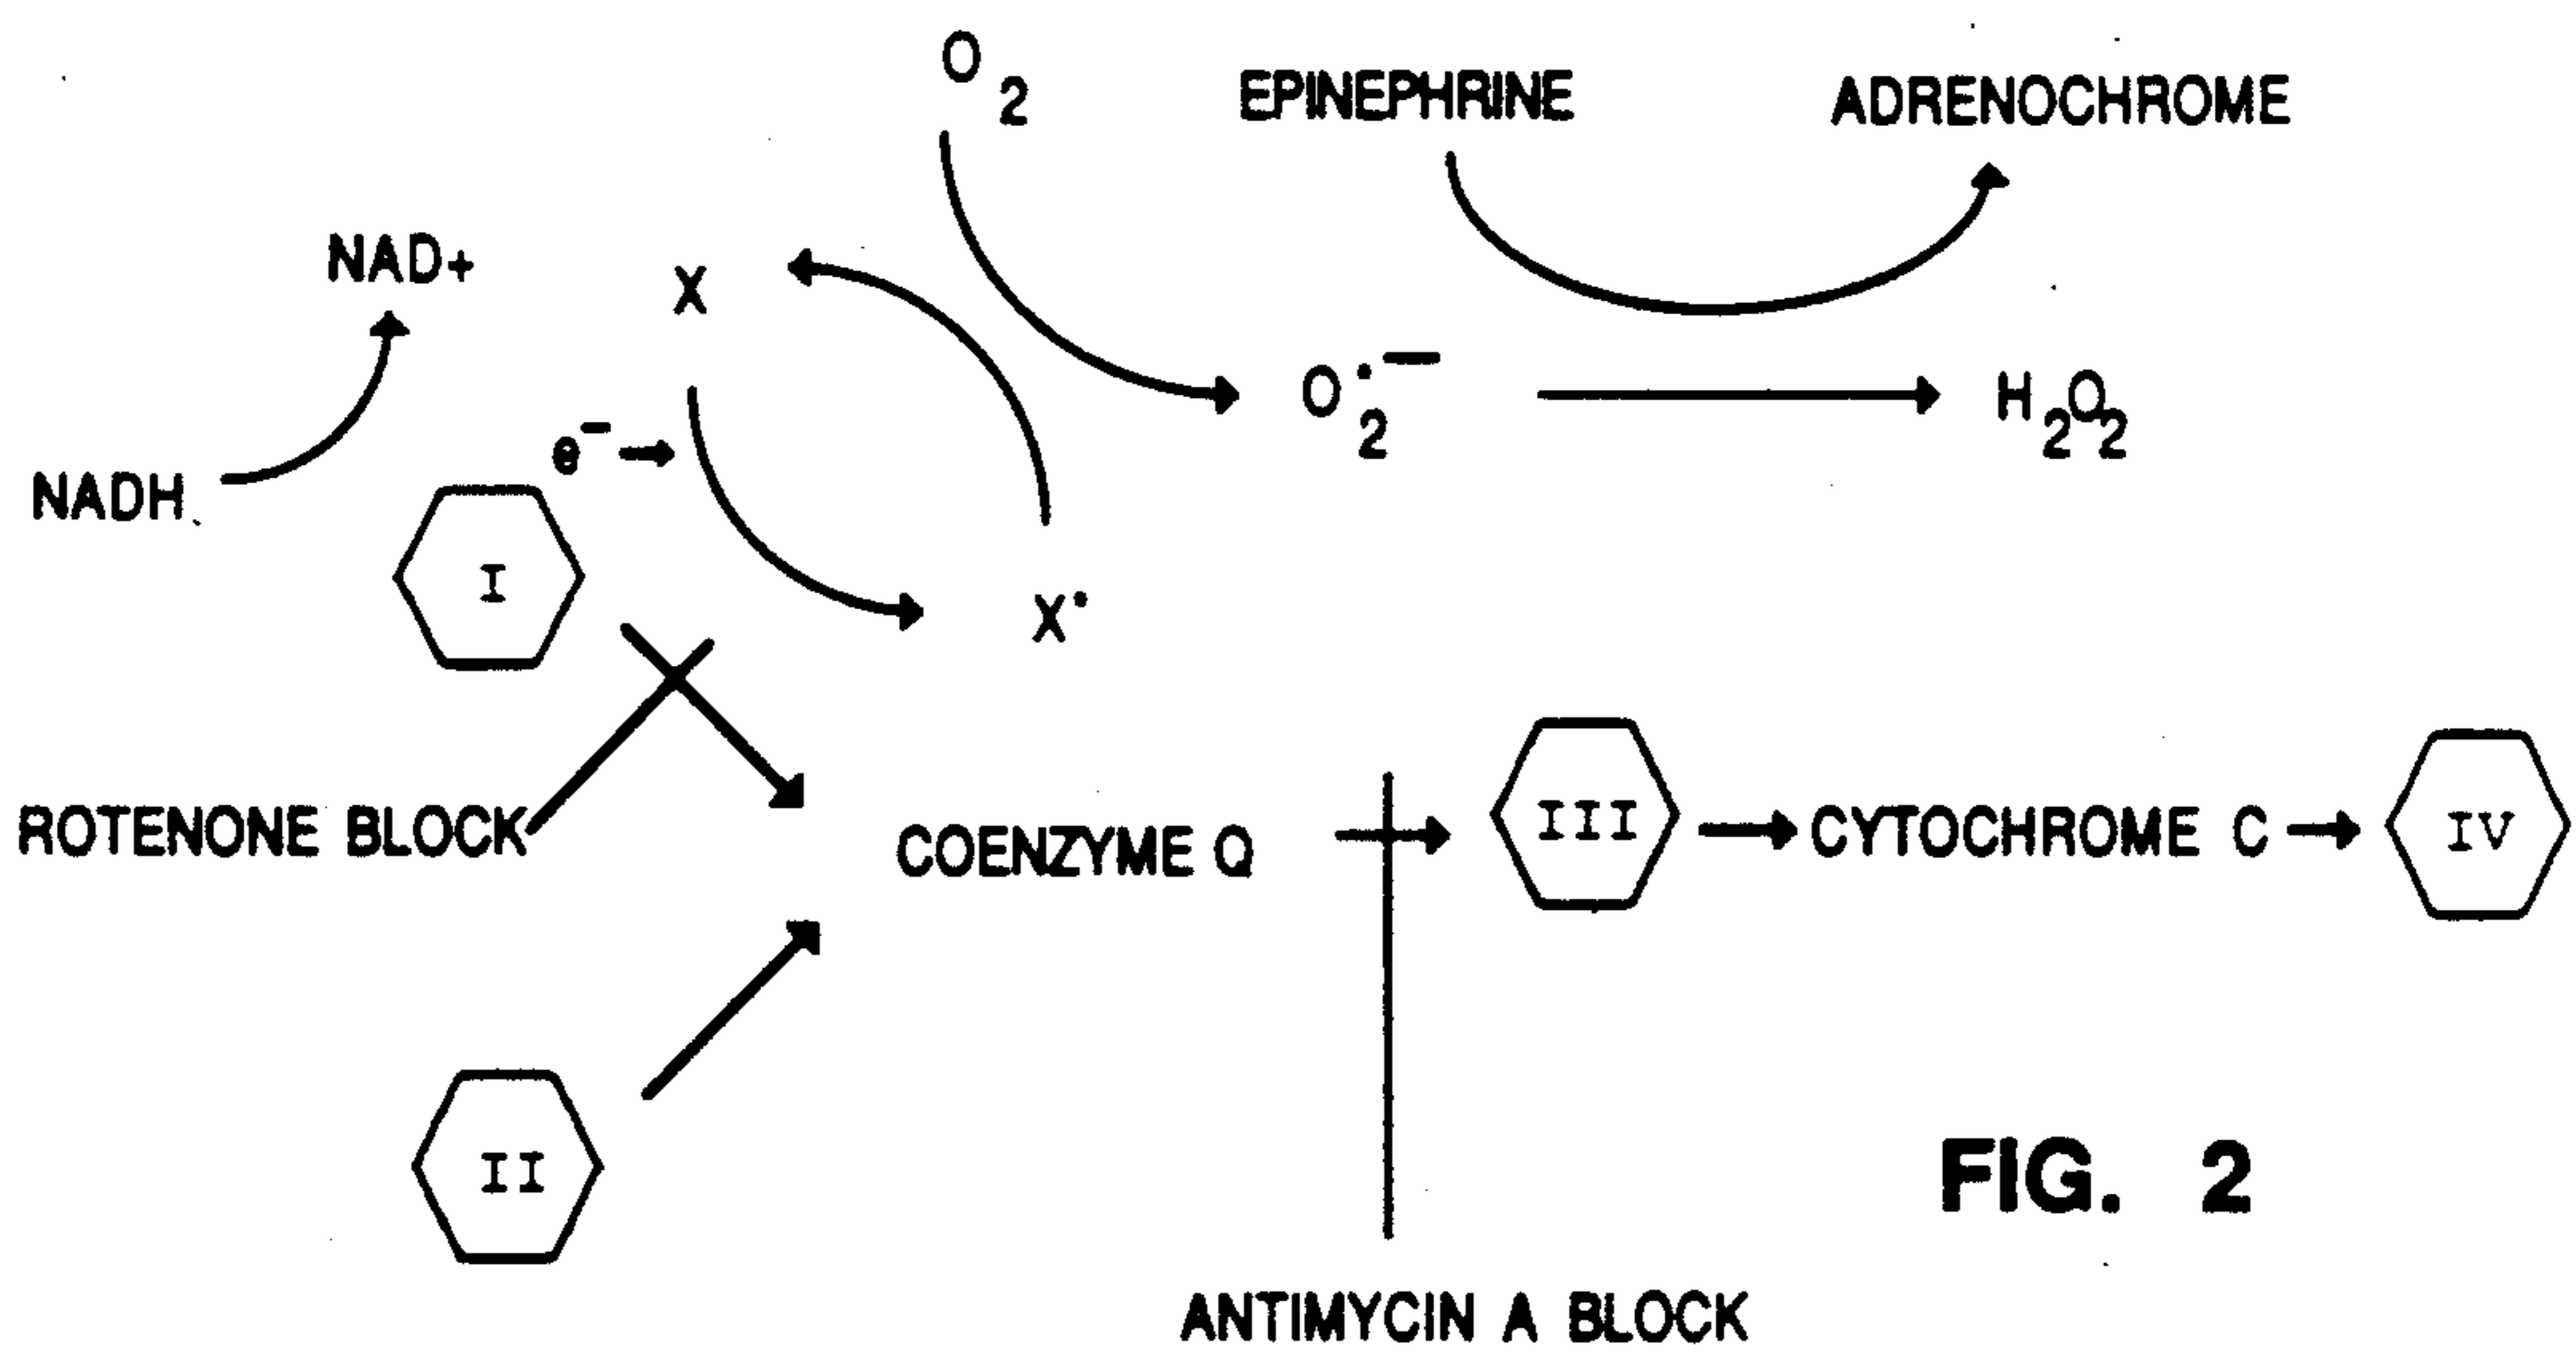 O2
EPINEPHRINE
ADRENOCHROME
NAD+
X
O2•−
H2O2
e−
NADH
I
X•
ROTENONE BLOCK
COENZYME Q
III
CYTOCHROME C
IV
II
FIG. 2
ANTIMYCIN A BLOCK